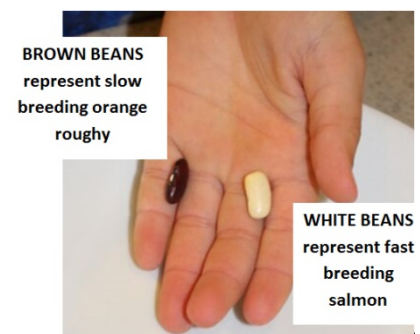 BROWN BEANS
represent slow
breeding orange
roughy
WHITE BEANS
represent fast
breeding
salmon